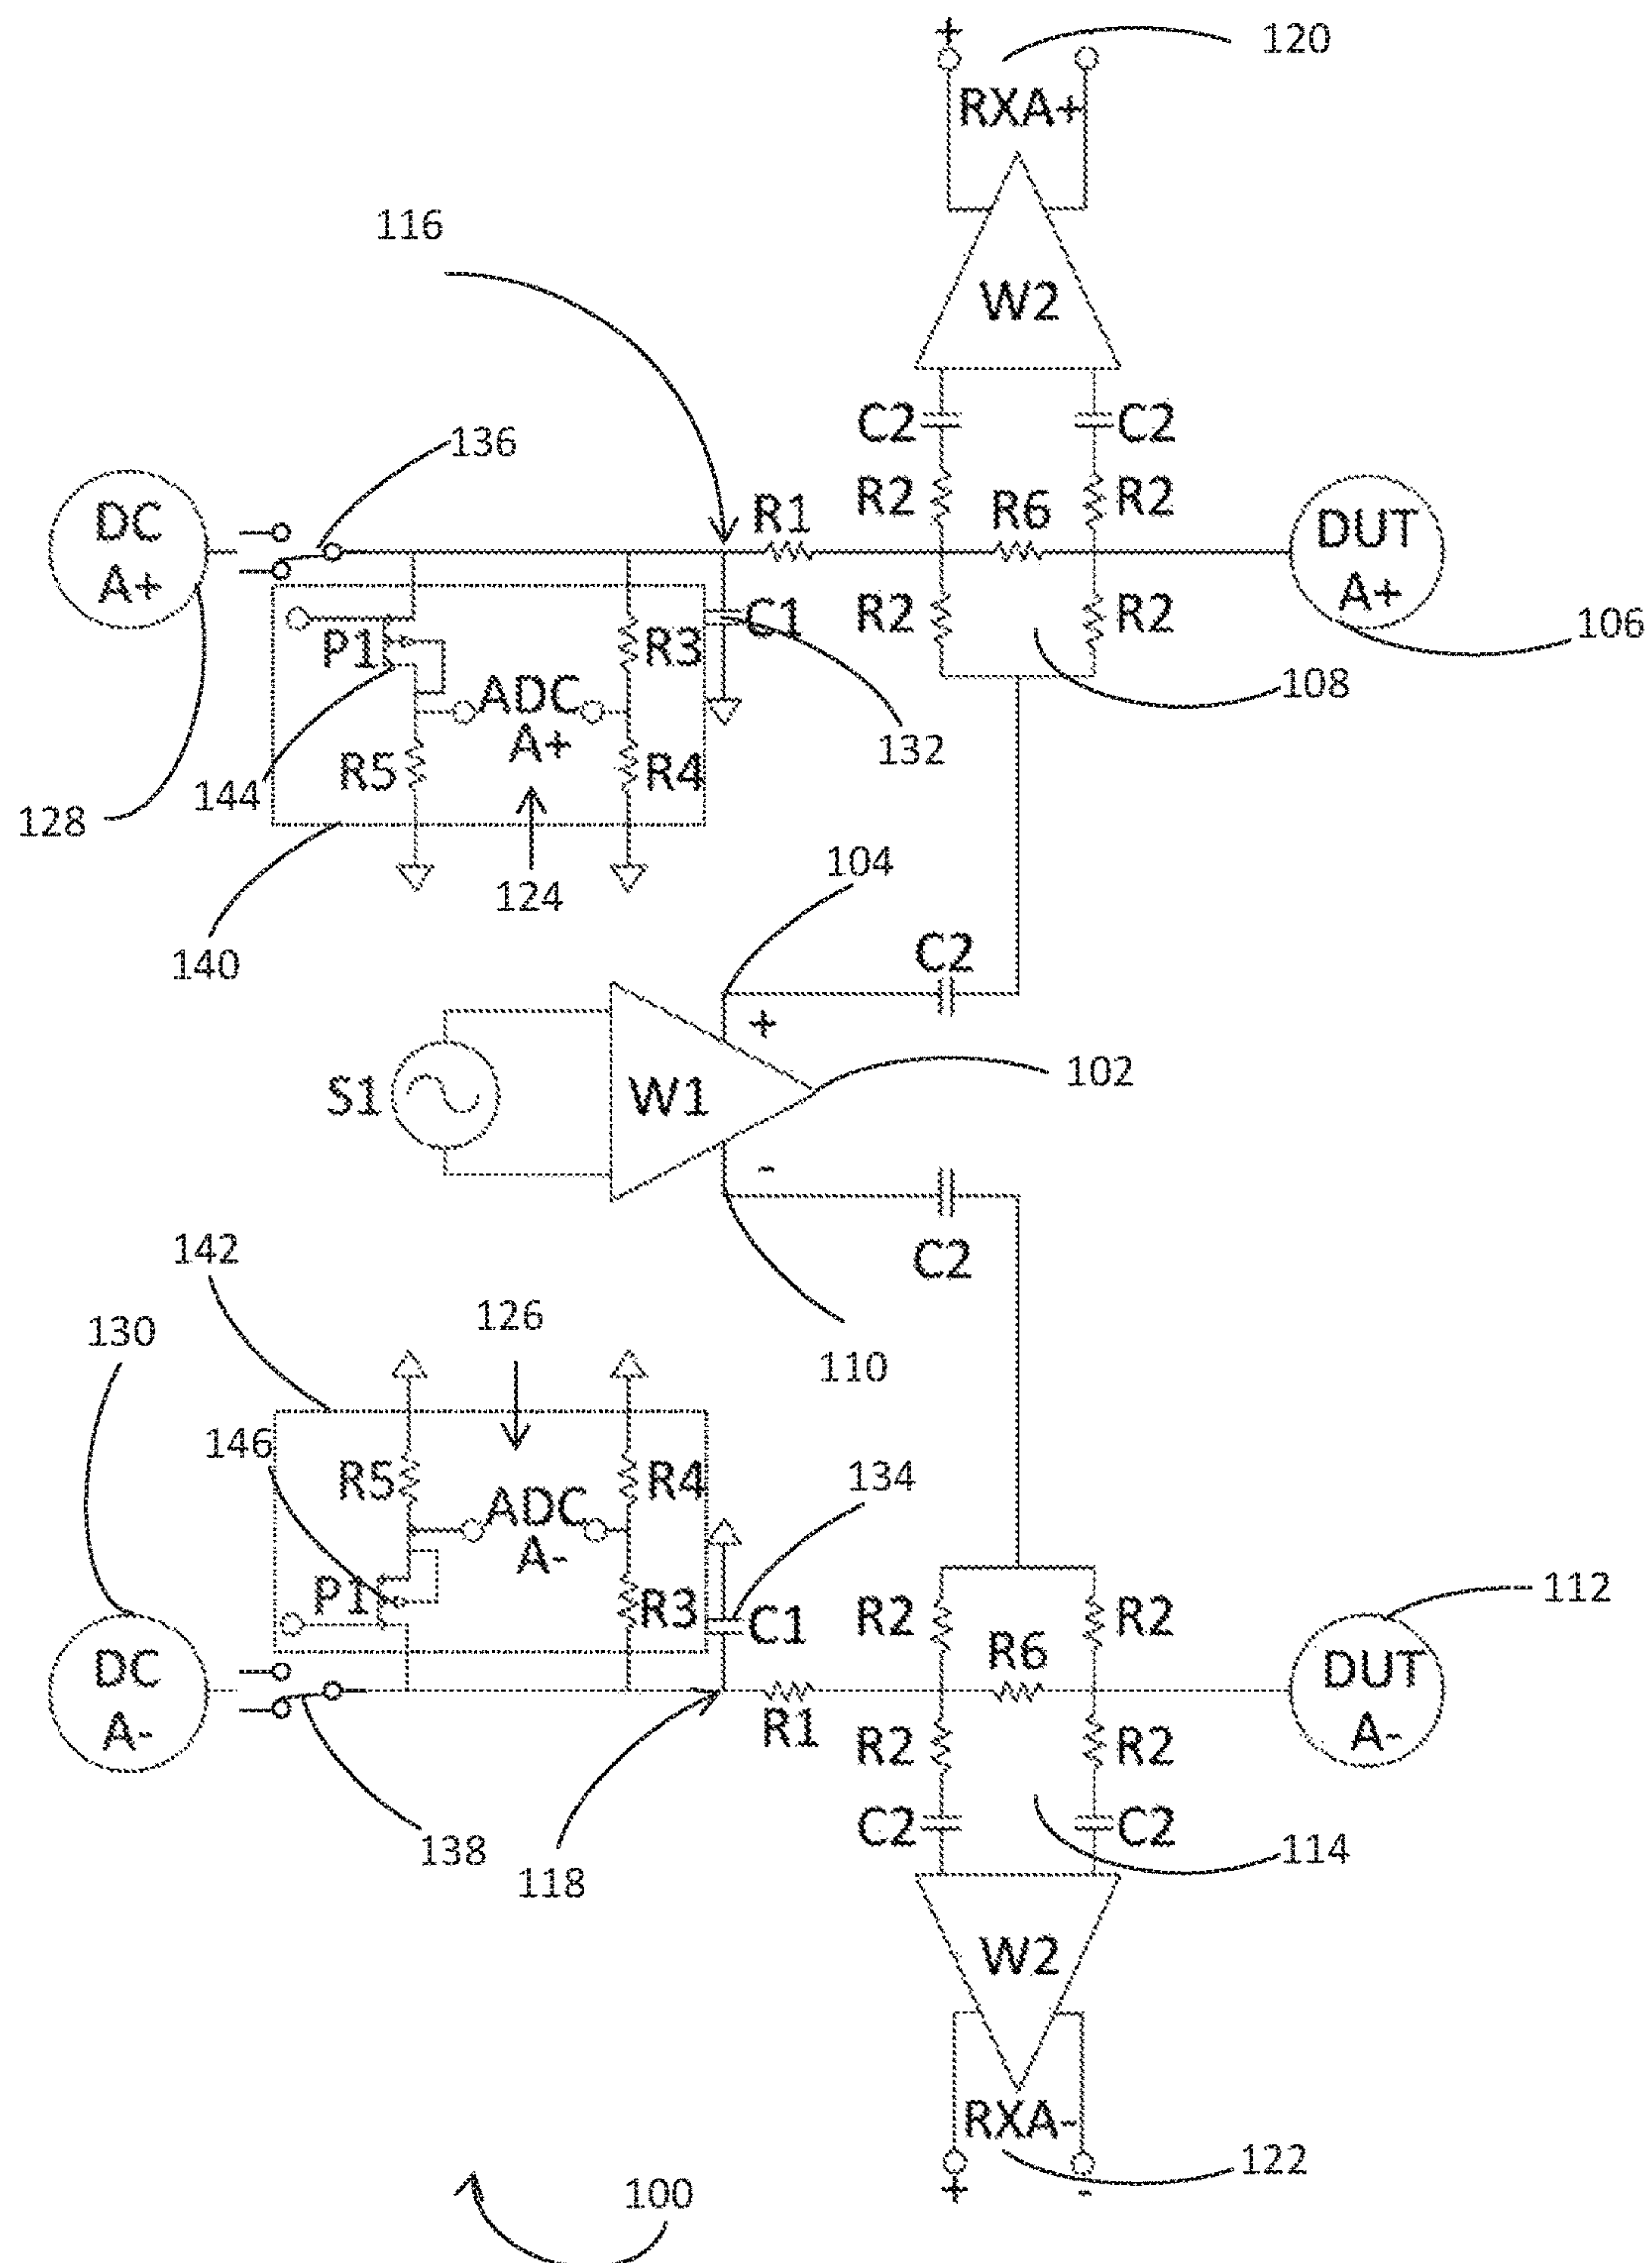 +
120
RXA+
116
W2
136
C2
C2
DC
A+
R2
R1
R6
R2
DUT
A+
P1
R3
C1
R2
R2
106
108
ADC
A+
132
144
R5
R4
128
124
140
104
C2
+
S1
W1
102
-
142
C2
126
130
110
146
R5
ADC
A-
R4
134
P1
R3
C1
R2
R2
112
R6
DC
A-
DUT
A-
R1
R2
R2
138
118
C2
C2
114
W2
RXA-
122
+
-
100